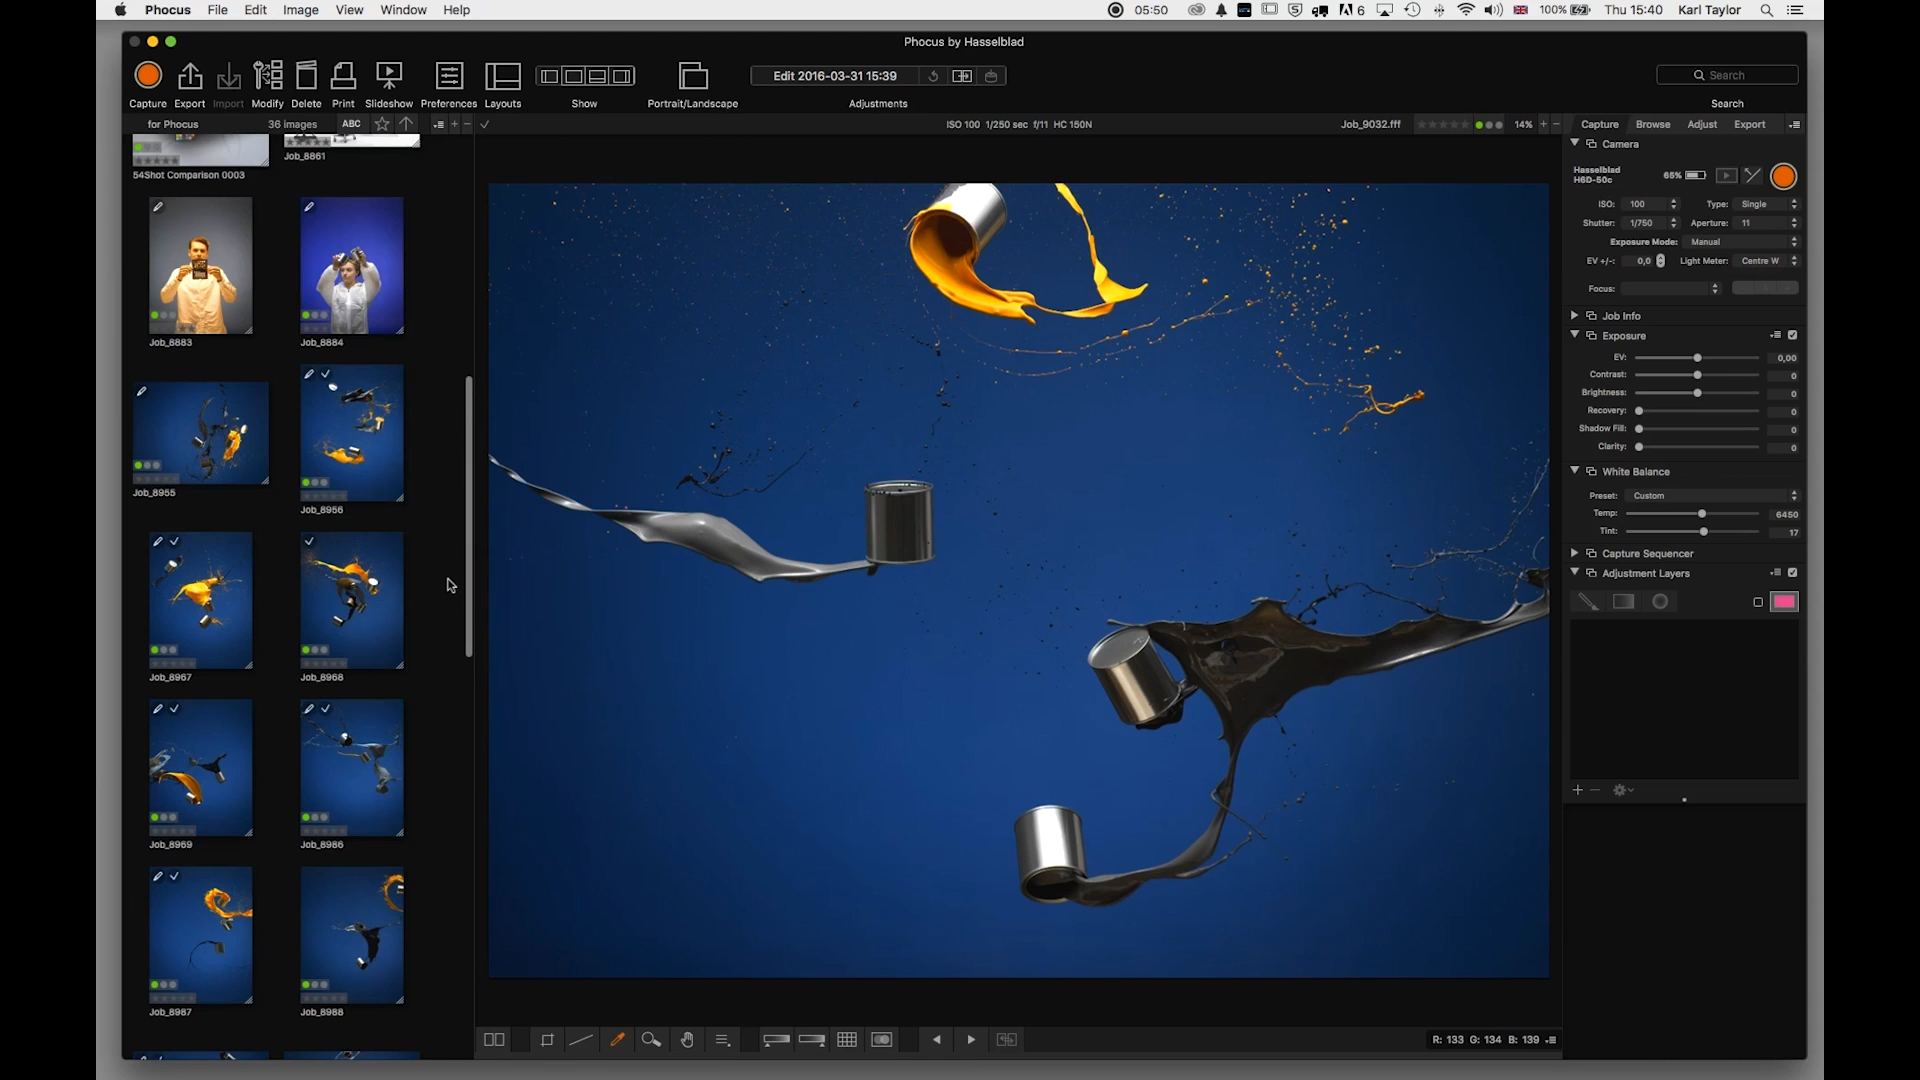 Phocus File Edit Image View Window Help
05:50 6 100% Thu 15:40 Karl Taylor
Phocus by Hasselblad
Edit 2016-03-31 15:39
Search
Capture Export Import Modify Delete Print Slideshow Preferences Layouts Show Portrait/Landscape Adjustments Search
for Phocus 36 images ABC
ISO 100 1/250 sec f/11 HC 150N
Job_9032.fff 14%
Capture Browse Adjust Export
Camera
Hasselblad
H6D-50c
65%
ISO: 100 Type: Single
Shutter: 1/750 Aperture: 11
Exposure Mode: Manual
EV +/-: 0,0 Light Meter: Centre W
Focus:
Job Info
Exposure
EV: 0,00
Contrast: 0
Brightness: 0
Recovery: 0
Shadow Fill: 0
Clarity: 0
White Balance
Preset: Custom
Temp: 6450
Tint: 17
Capture Sequencer
Adjustment Layers
Job_8861
54Shot Comparison 0003
Job_8883 Job_8884
Job_8955
Job_8956
Job_8967 Job_8968
Job_8969 Job_8986
Job_8987 Job_8988
R: 133 G: 134 B: 139